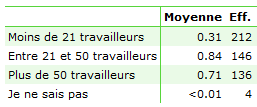 Moyenne Eff.
Moins de 21 travailleurs 0.31 212
Entre 21 et 50 travailleurs 0.84 146
Plus de 50 travailleurs 0.71 136
Je ne sais pas <0.01 4